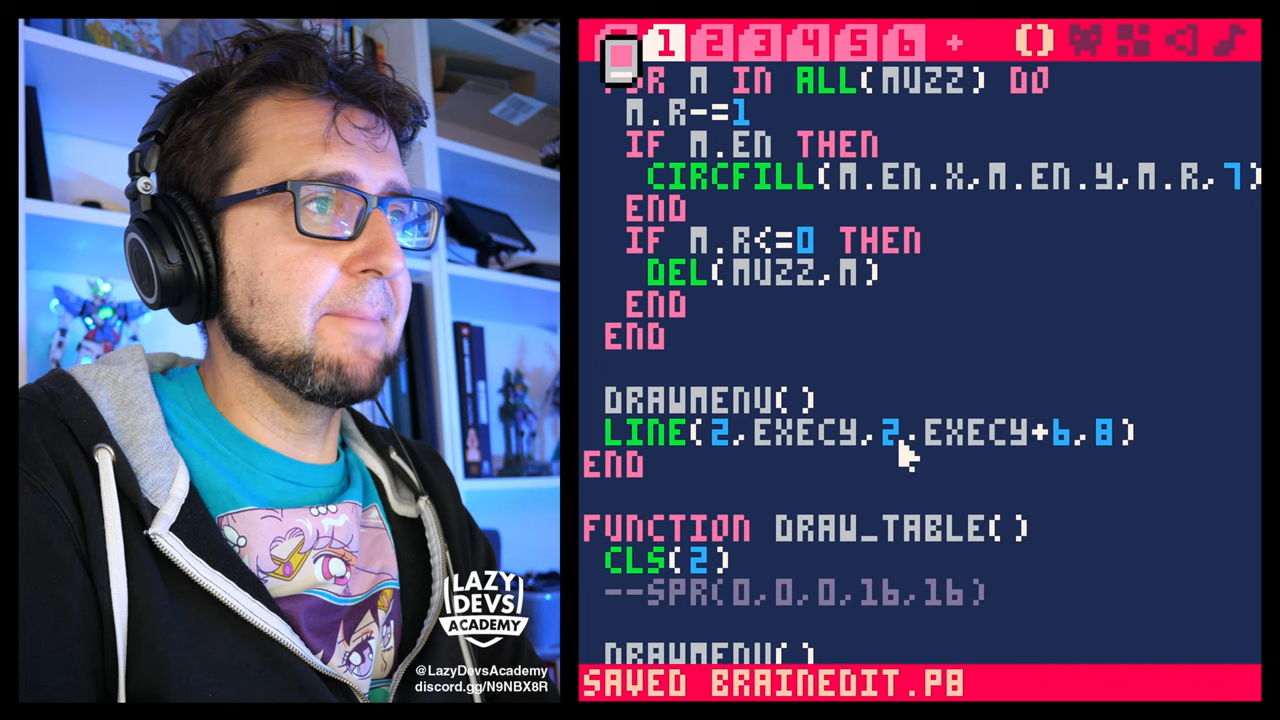 1 2 3 4 5 6 + ()
FOR M IN ALL(MUZZ) DO
M.R-=1
IF M.EN THEN
CIRCFILL(M.EN.X,M.EN.Y,M.R,7)
END
IF M.R<=0 THEN
DEL(MUZZ,M)
END
END
DRAWMENU()
LINE(2,EXECY,2,EXECY+6,8)
END
FUNCTION DRAW_TABLE()
CLS(2)
--SPR(0,0,0,16,16)
DRAWMENU()
SAVED BRAINEDIT.P8
LAZY
DEVS
ACADEMY
@LazyDevsAcademy
discord.gg/N9NBX8R